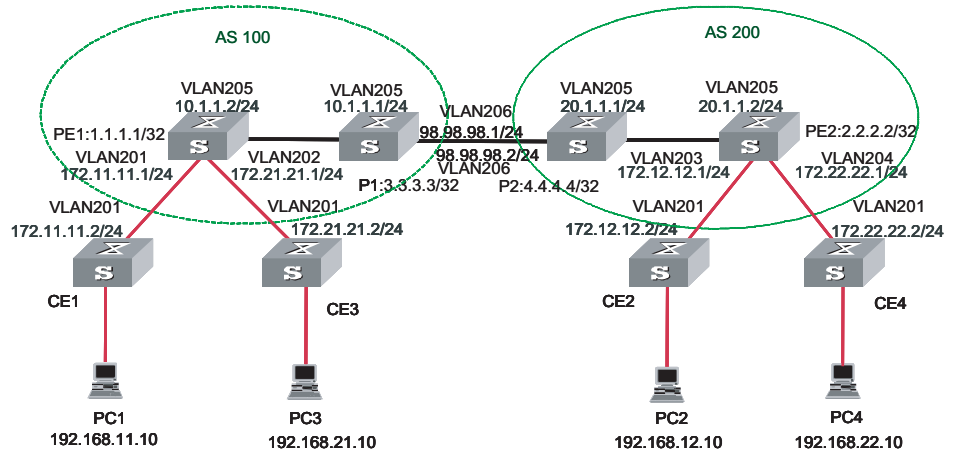 AS 100
AS 200
VLAN205
10.1.1.2/24
VLAN205
10.1.1.1/24
VLAN206
98.98.98.1/24
98.98.98.2/24
VLAN206
VLAN205
20.1.1.1/24
VLAN205
20.1.1.2/24
PE1:1.1.1.1/32
S
S
S
S
PE2:2.2.2.2/32
VLAN201
172.11.11.1/24
VLAN202
172.21.21.1/24
P1:3.3.3.3/32
P2:4.4.4.4/32
VLAN203
172.12.12.1/24
VLAN204
172.22.22.1/24
VLAN201
172.11.11.2/24
VLAN201
172.21.21.2/24
VLAN201
172.12.12.2/24
VLAN201
172.22.22.2/24
S
S
S
S
CE1
CE3
CE2
CE4
PC1
192.168.11.10
PC3
192.168.21.10
PC2
192.168.12.10
PC4
192.168.22.10